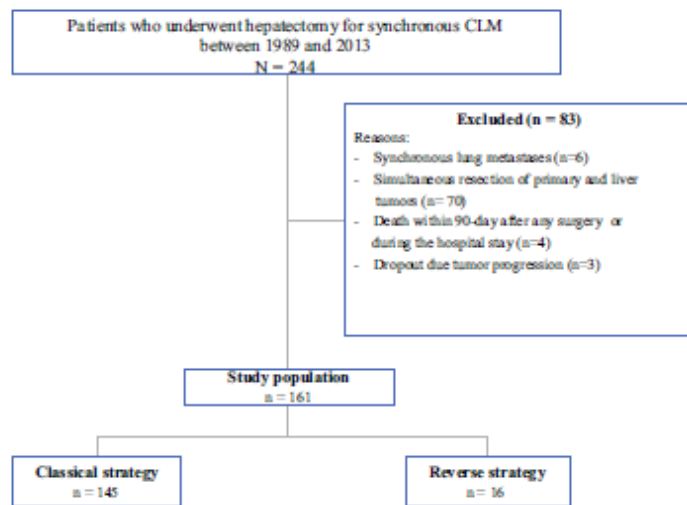 Patients who underwent hepatectomy for synchronous CLM
between 1989 and 2013
N = 244
Excluded (n = 83)
Reasons:
- Synchronous lung metastases (n=6)
- Simultaneous resection of primary and liver
tumors (n= 70)
- Death within 90-day after any surgery or
during the hospital stay (n=4)
- Dropout due tumor progression (n=3)
Study population
n = 161
Classical strategy
n = 145
Reverse strategy
n = 16